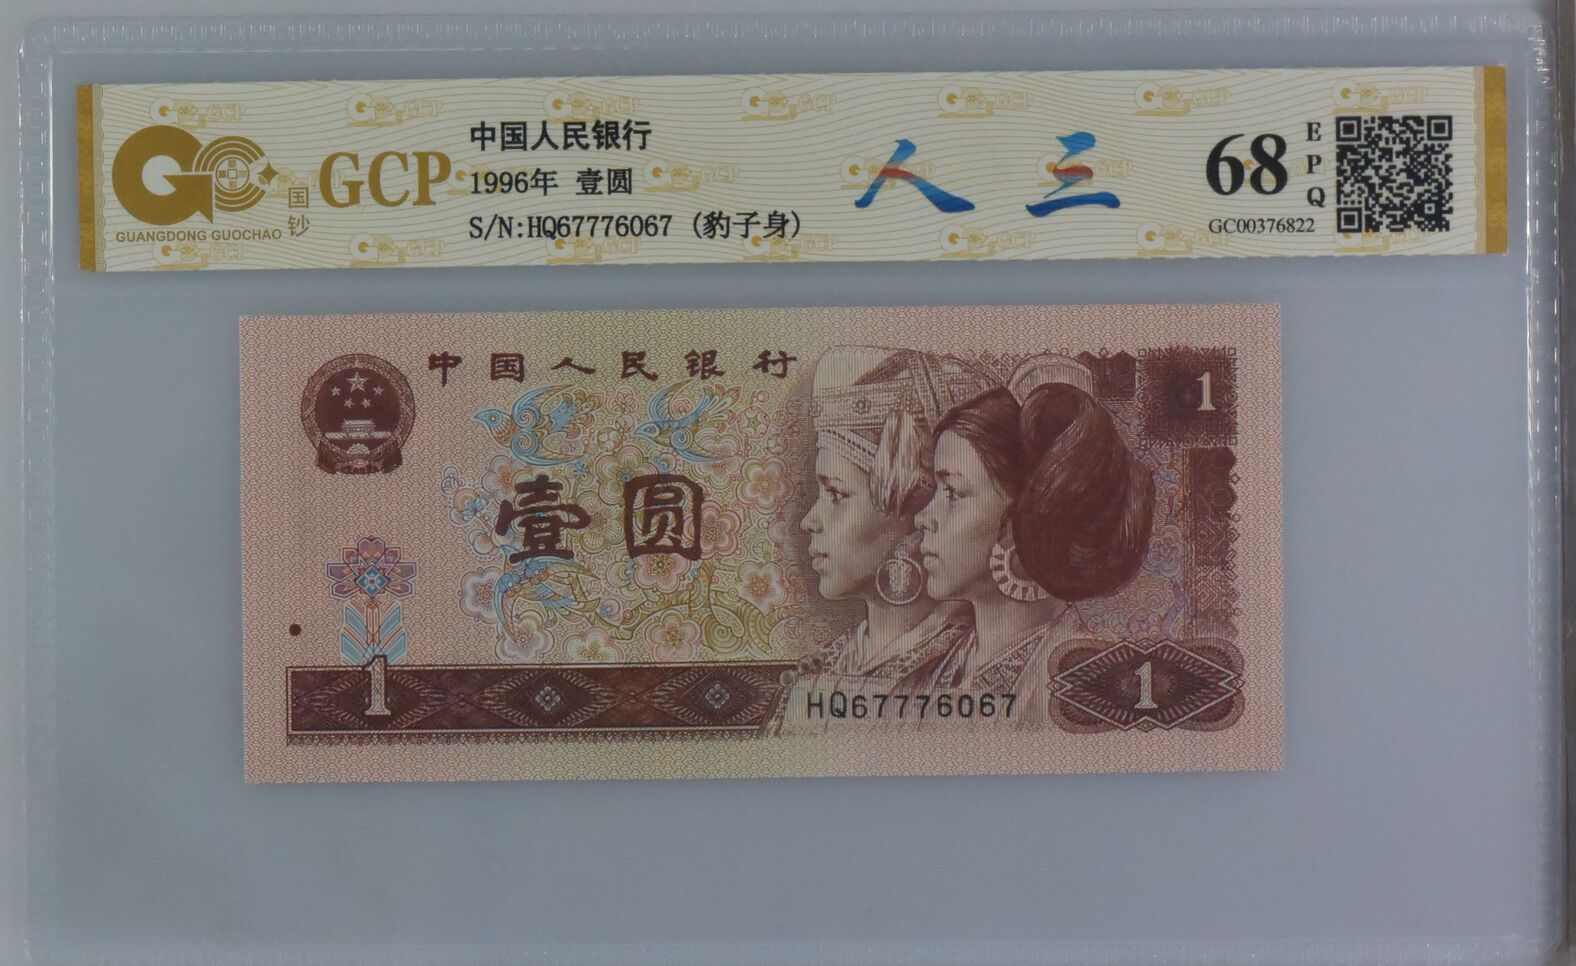 GUANGDONG GUOCHAO
国钞
GCP
中国人民银行
1996年 壹圆
S/N:HQ67776067 (豹子身)
人三
68
EPQ
GC00376822
中国人民银行
1
壹圆
1
HQ67776067
1